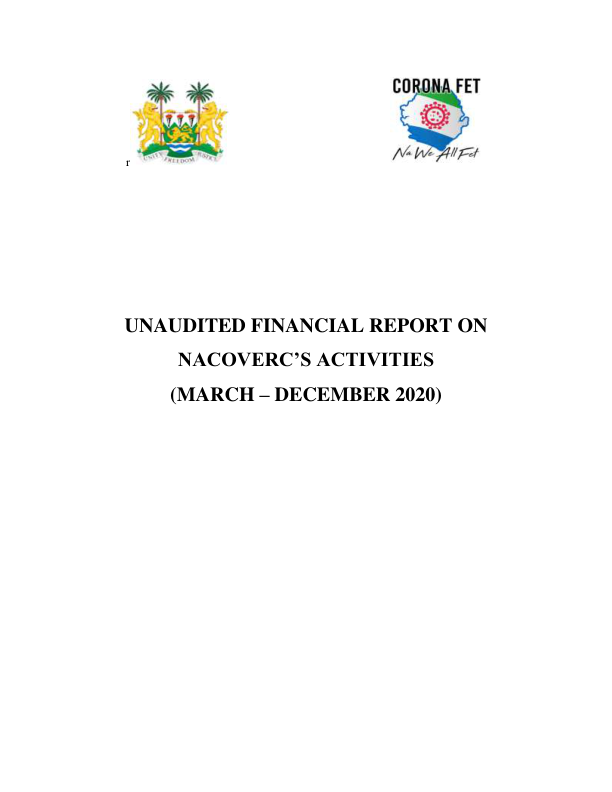 CORONA FET
Na We All Fet
UNITY FREEDOM JUSTICE
r
UNAUDITED FINANCIAL REPORT ON
NACOVERC’S ACTIVITIES
(MARCH – DECEMBER 2020)